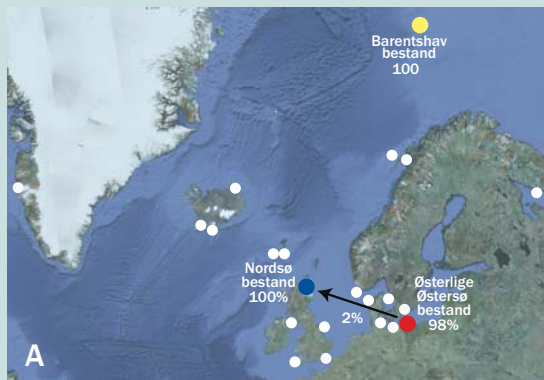 Barentshav
bestand
100
Nordsø
bestand
100%
Østerlige
Østersø
bestand
98%
2%
A